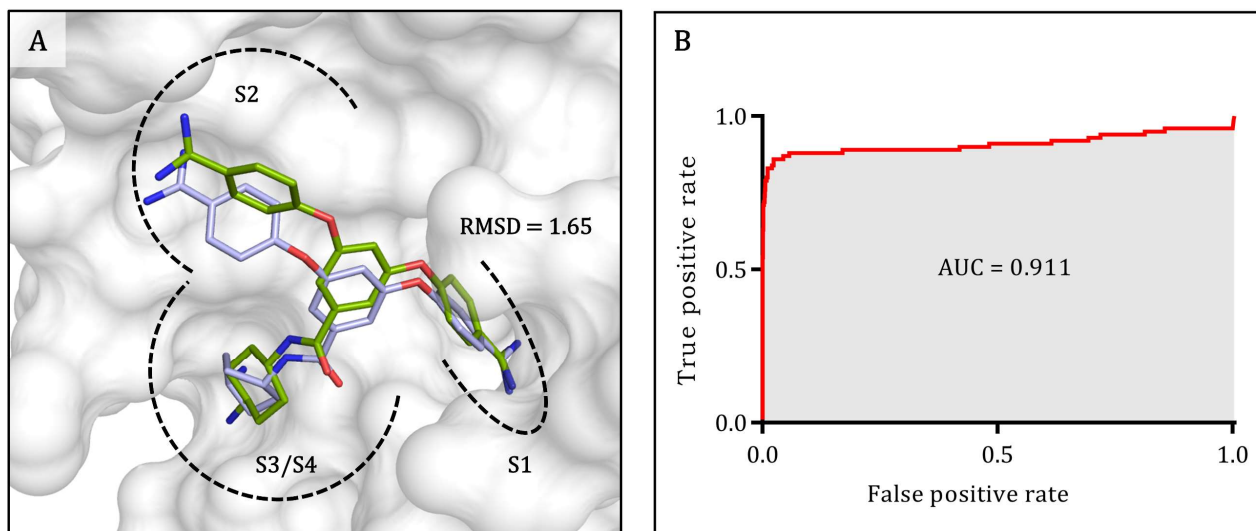 A
S2
RMSD = 1.65
S3/S4
S1
B
1.0
0.5
0.0
True positive rate
AUC = 0.911
0.0
0.5
1.0
False positive rate